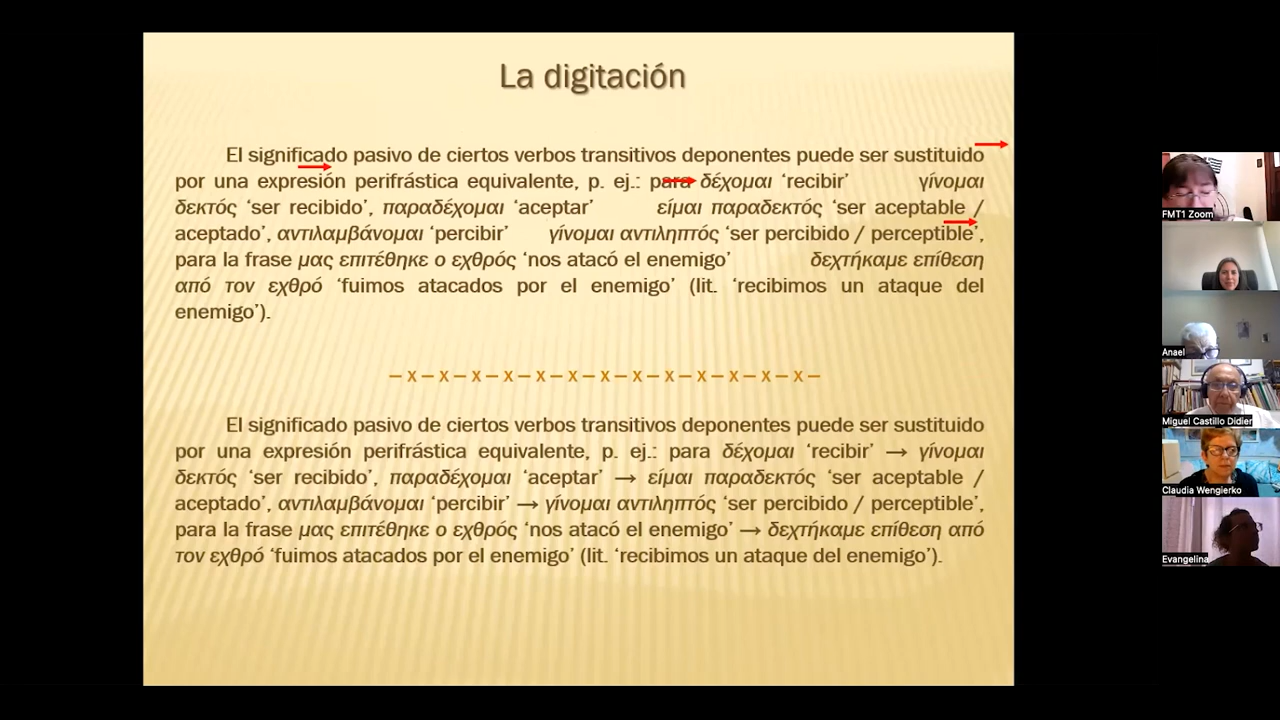 La digitación
El significado pasivo de ciertos verbos transitivos deponentes puede ser sustituido
por una expresión perifrástica equivalente, p. ej.: para δέχομαι ‘recibir’ γίνομαι
δεκτός ‘ser recibido’, παραδέχομαι ‘aceptar’ είμαι παραδεκτός ‘ser aceptable /
aceptado’, αντιλαμβάνομαι ‘percibir’ γίνομαι αντιληπτός ‘ser percibido / perceptible’,
para la frase μας επιτέθηκε ο εχθρός ‘nos atacó el enemigo’ δεχτήκαμε επίθεση
από τον εχθρό ‘fuimos atacados por el enemigo’ (lit. ‘recibimos un ataque del
enemigo’).
– x – x – x – x – x – x – x – x – x – x – x – x – x –
El significado pasivo de ciertos verbos transitivos deponentes puede ser sustituido
por una expresión perifrástica equivalente, p. ej.: para δέχομαι ‘recibir’ → γίνομαι
δεκτός ‘ser recibido’, παραδέχομαι ‘aceptar’ → είμαι παραδεκτός ‘ser aceptable /
aceptado’, αντιλαμβάνομαι ‘percibir’ → γίνομαι αντιληπτός ‘ser percibido / perceptible’,
para la frase μας επιτέθηκε ο εχθρός ‘nos atacó el enemigo’ → δεχτήκαμε επίθεση από
τον εχθρό ‘fuimos atacados por el enemigo’ (lit. ‘recibimos un ataque del enemigo’).
FMT1 Zoom
Anael
Miguel Castillo Didier
Claudia Wengierko
Evangelina